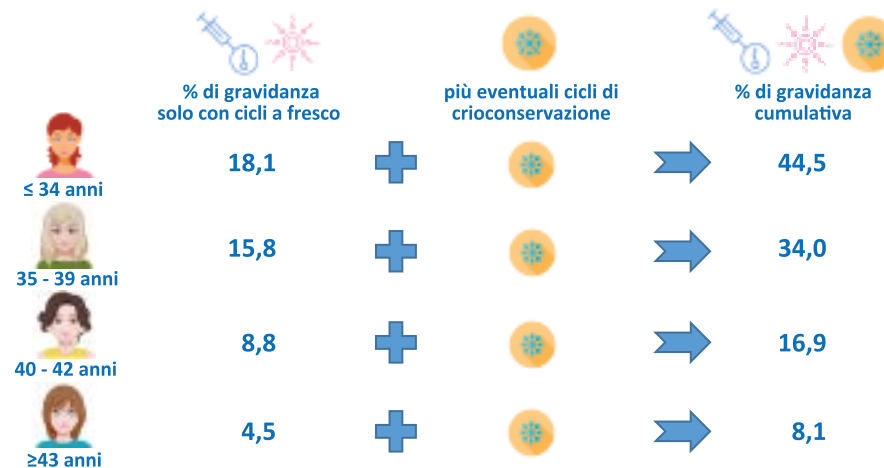 % di gravidanza
solo con cicli a fresco
più eventuali cicli di
crioconservazione
% di gravidanza
cumulativa
≤ 34 anni
18,1
44,5
35 - 39 anni
15,8
34,0
40 - 42 anni
8,8
16,9
≥43 anni
4,5
8,1